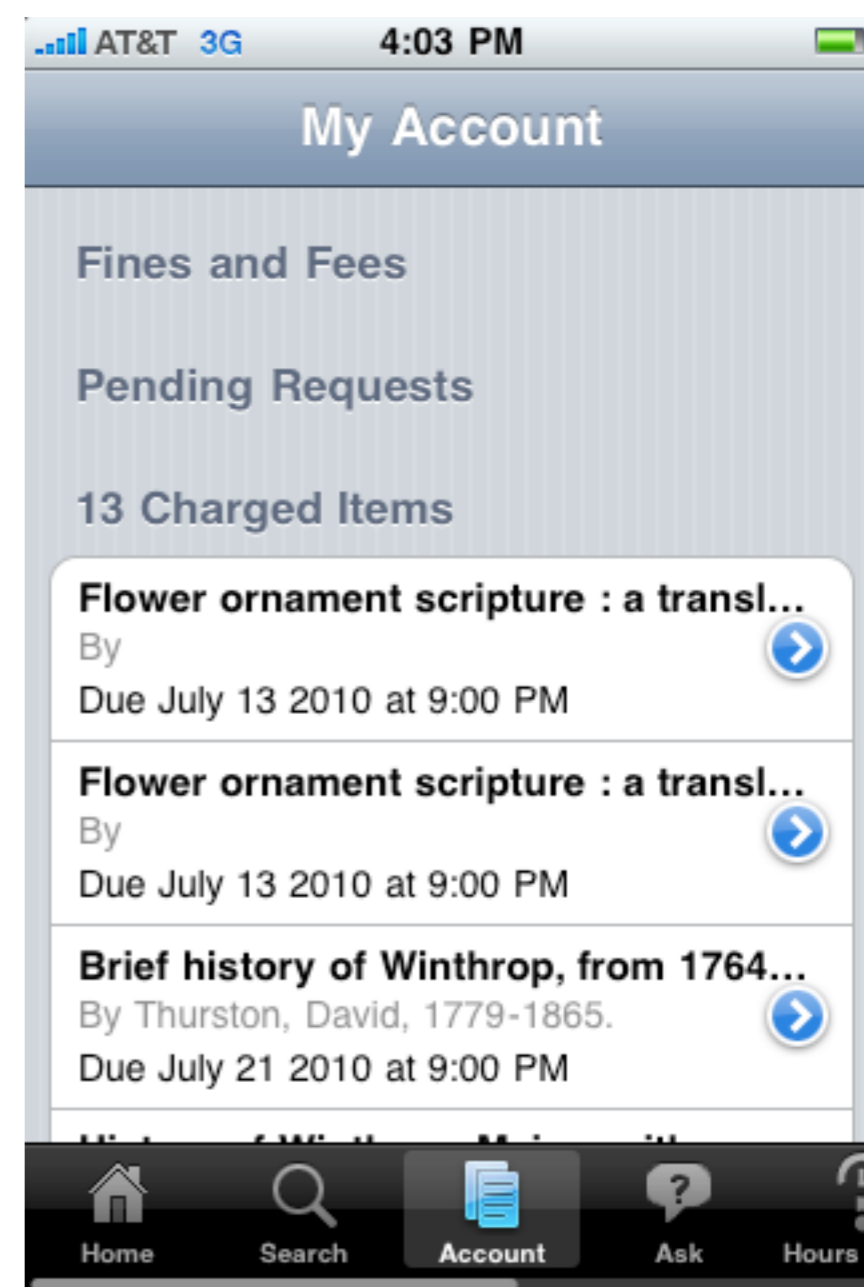 AT&T 3G 4:03 PM
My Account
Fines and Fees
Pending Requests
13 Charged Items
Flower ornament scripture : a transl...
By
Due July 13 2010 at 9:00 PM
Flower ornament scripture : a transl...
By
Due July 13 2010 at 9:00 PM
Brief history of Winthrop, from 1764...
By Thurston, David, 1779-1865.
Due July 21 2010 at 9:00 PM
Home Search Account Ask Hours